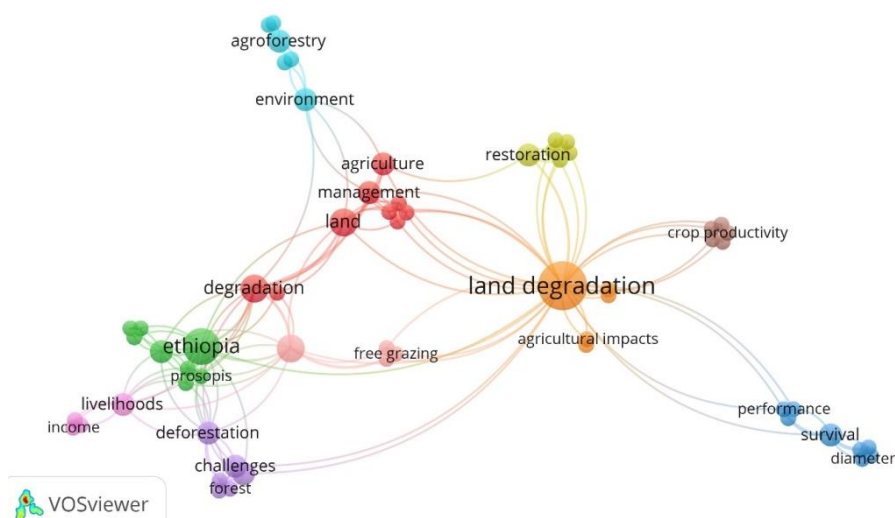 agroforestry
environment
agriculture
restoration
management
land
crop productivity
degradation
land degradation
agricultural impacts
ethiopia
free grazing
prosopis
livelihoods
performance
income
deforestation
survival
challenges
diameter
forest
VOSviewer